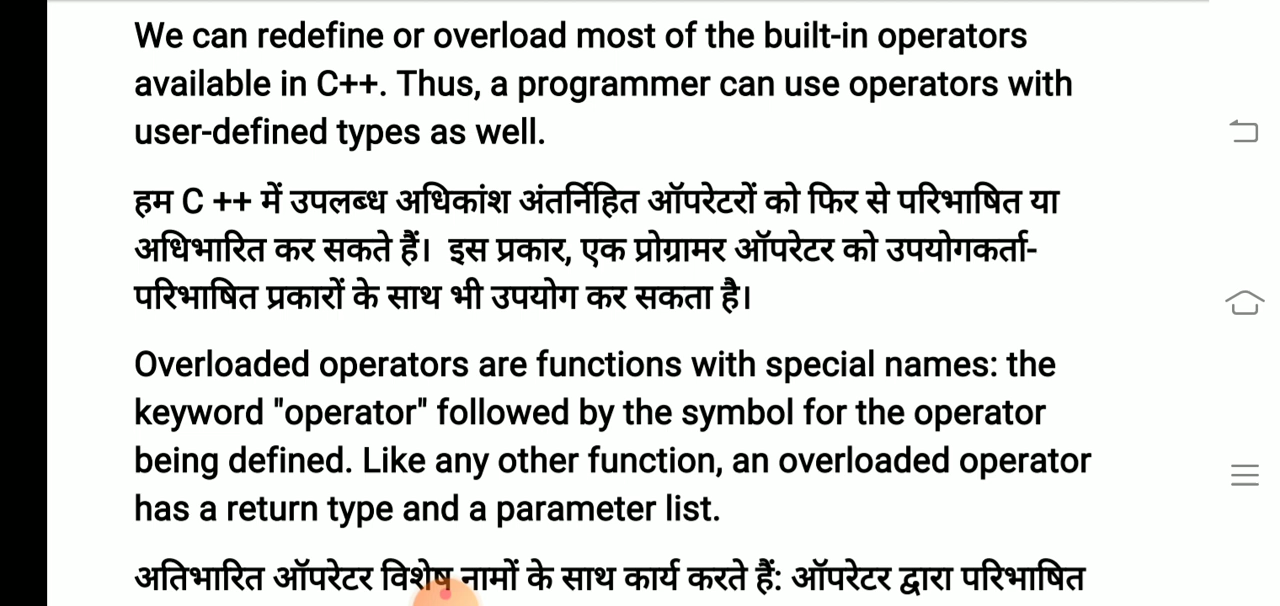 We can redefine or overload most of the built-in operators
available in C++. Thus, a programmer can use operators with
user-defined types as well.
हम C ++ में उपलब्ध अधिकांश अंतर्निहित ऑपरेटरों को फिर से परिभाषित या
अधिभारित कर सकते हैं।  इस प्रकार, एक प्रोग्रामर ऑपरेटर को उपयोगकर्ता-
परिभाषित प्रकारों के साथ भी उपयोग कर सकता है।
Overloaded operators are functions with special names: the
keyword "operator" followed by the symbol for the operator
being defined. Like any other function, an overloaded operator
has a return type and a parameter list.
अतिभारित ऑपरेटर विशेष नामों के साथ कार्य करते हैं: ऑपरेटर द्वारा परिभाषित